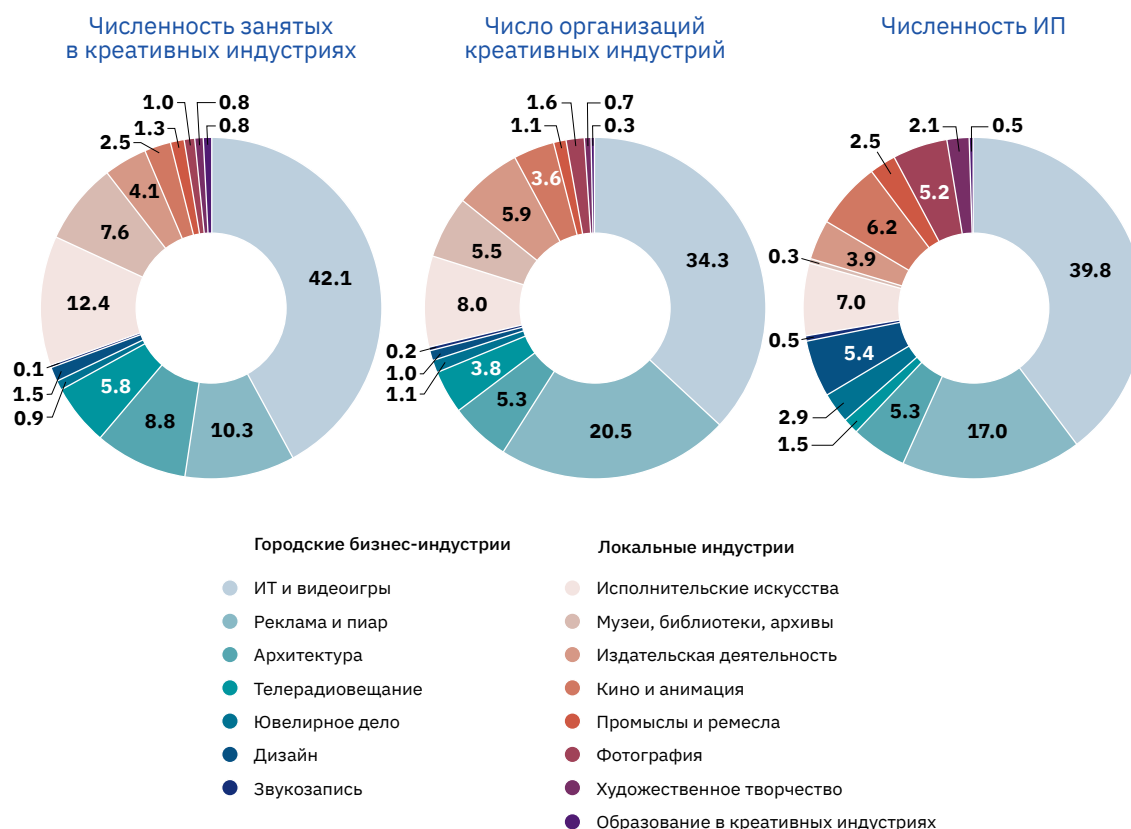 Численность занятых
в креативных индустриях
1.0
0.8
2.5
1.3
0.8
4.1
7.6
12.4
42.1
0.1
1.5
0.9
5.8
8.8
10.3
Число организаций
креативных индустрий
1.6
0.7
1.1
0.3
3.6
5.9
5.5
8.0
34.3
0.2
1.0
1.1
3.8
5.3
20.5
Численность ИП
2.1
0.5
2.5
5.2
6.2
0.3
3.9
7.0
39.8
0.5
5.4
2.9
1.5
5.3
17.0
Городские бизнес-индустрии
ИТ и видеоигры
Реклама и пиар
Архитектура
Телерадиовещание
Ювелирное дело
Дизайн
Звукозапись
Локальные индустрии
Исполнительские искусства
Музеи, библиотеки, архивы
Издательская деятельность
Кино и анимация
Промыслы и ремесла
Фотография
Художественное творчество
Образование в креативных индустриях